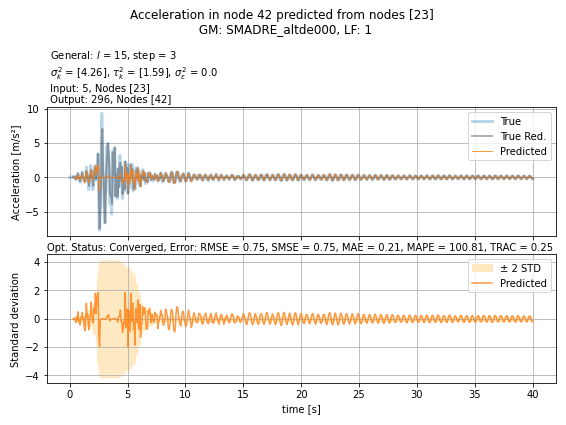 Acceleration in node 42 predicted from nodes [23]
GM: SMADRE_altde000, LF: 1
General: l = 15, step = 3
σ²ₖ = [4.26], τ²ₖ = [1.59], σ²ε = 0.0
Input: 5, Nodes [23]
Output: 296, Nodes [42]
10
5
0
−5
Acceleration [m/s²]
True
True Red.
Predicted
Opt. Status: Converged, Error: RMSE = 0.75, SMSE = 0.75, MAE = 0.21, MAPE = 100.81, TRAC = 0.25
4
2
0
−2
−4
Standard deviation
± 2 STD
Predicted
0 5 10 15 20 25 30 35 40
time [s]